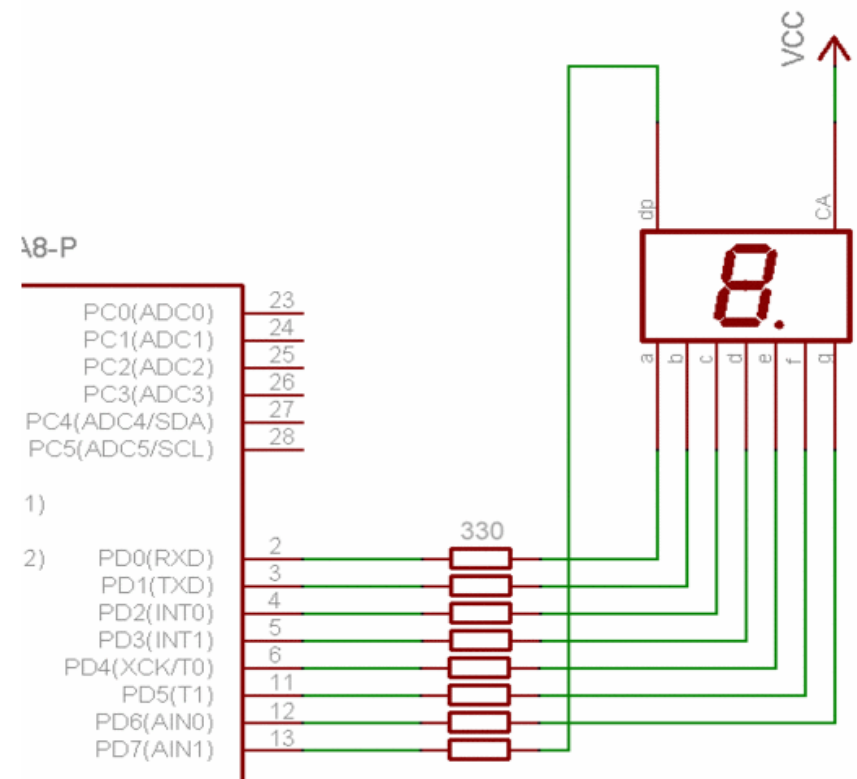 VCC
dp CA
A8-P
PC0(ADC0) 23
PC1(ADC1) 24
PC2(ADC2) 25
PC3(ADC3) 26
PC4(ADC4/SDA) 27
PC5(ADC5/SCL) 28
a b c d e f g
1)
330
2) PD0(RXD) 2
PD1(TXD) 3
PD2(INT0) 4
PD3(INT1) 5
PD4(XCK/T0) 6
PD5(T1) 11
PD6(AIN0) 12
PD7(AIN1) 13